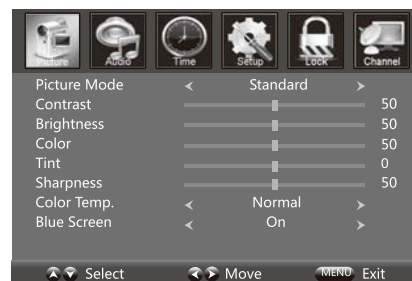 Picture Audio Time Setup Lock Channel
Picture Mode Standard
Contrast 50
Brightness 50
Color 50
Tint 0
Sharpness 50
Color Temp. Normal
Blue Screen On
Select Move MENU Exit